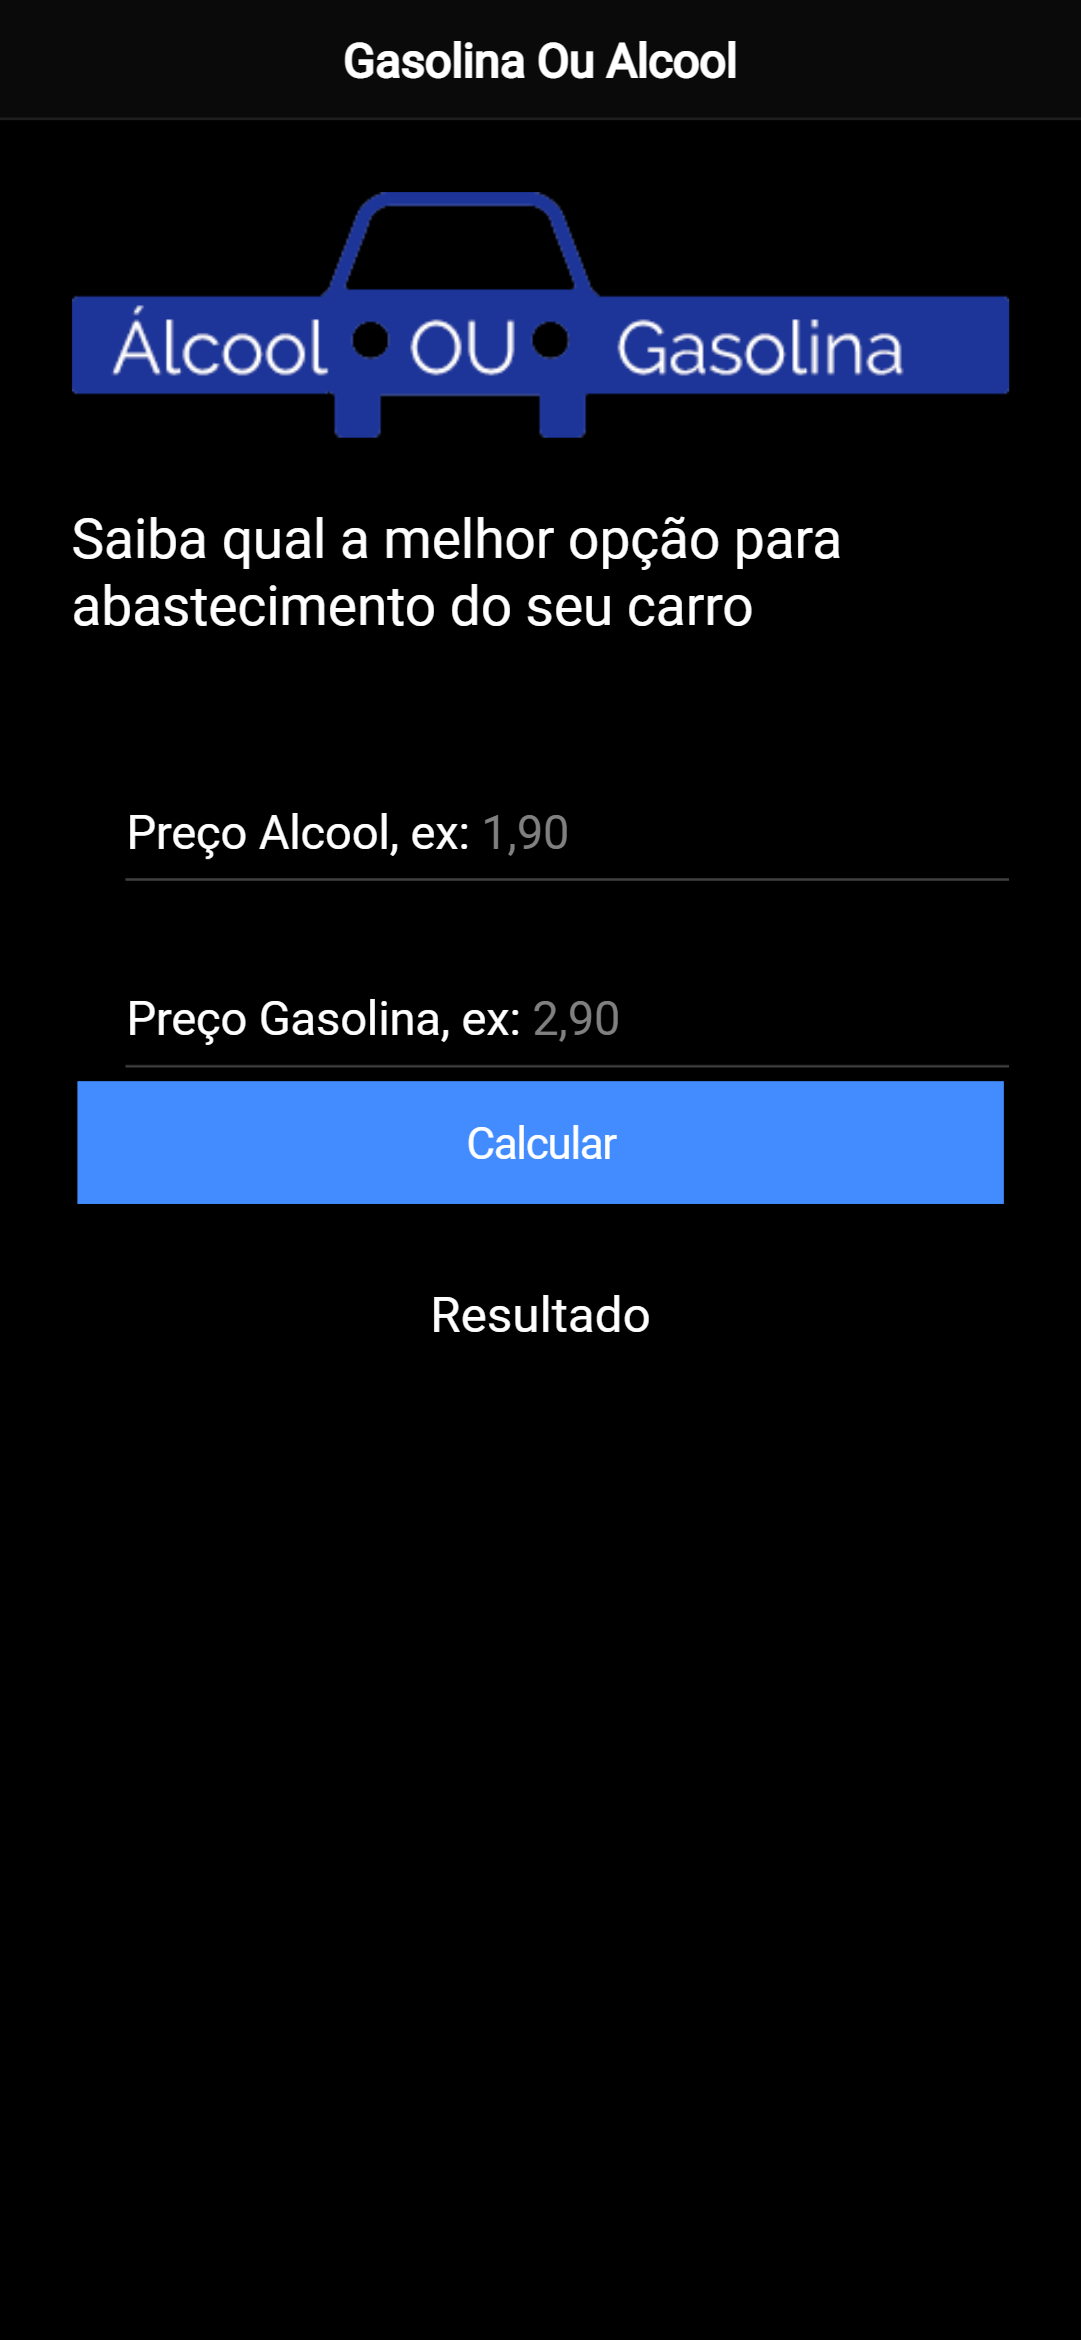 Gasolina Ou Alcool
Álcool OU Gasolina
Saiba qual a melhor opção para
abastecimento do seu carro
Preço Alcool, ex: 1,90
Preço Gasolina, ex: 2,90
Calcular
Resultado